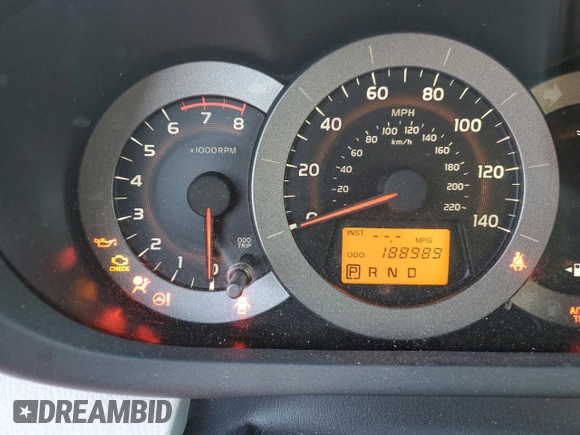 x1000RPM
0
1
2
3
4
5
6
7
8
ODO
TRIP
CHECK
MPH
km/h
0
20
40
60
80
100
120
140
20
40
60
80
100
120
140
160
180
200
220
INST. --- MPG
ODO 188989
P R N D
DREAMBID